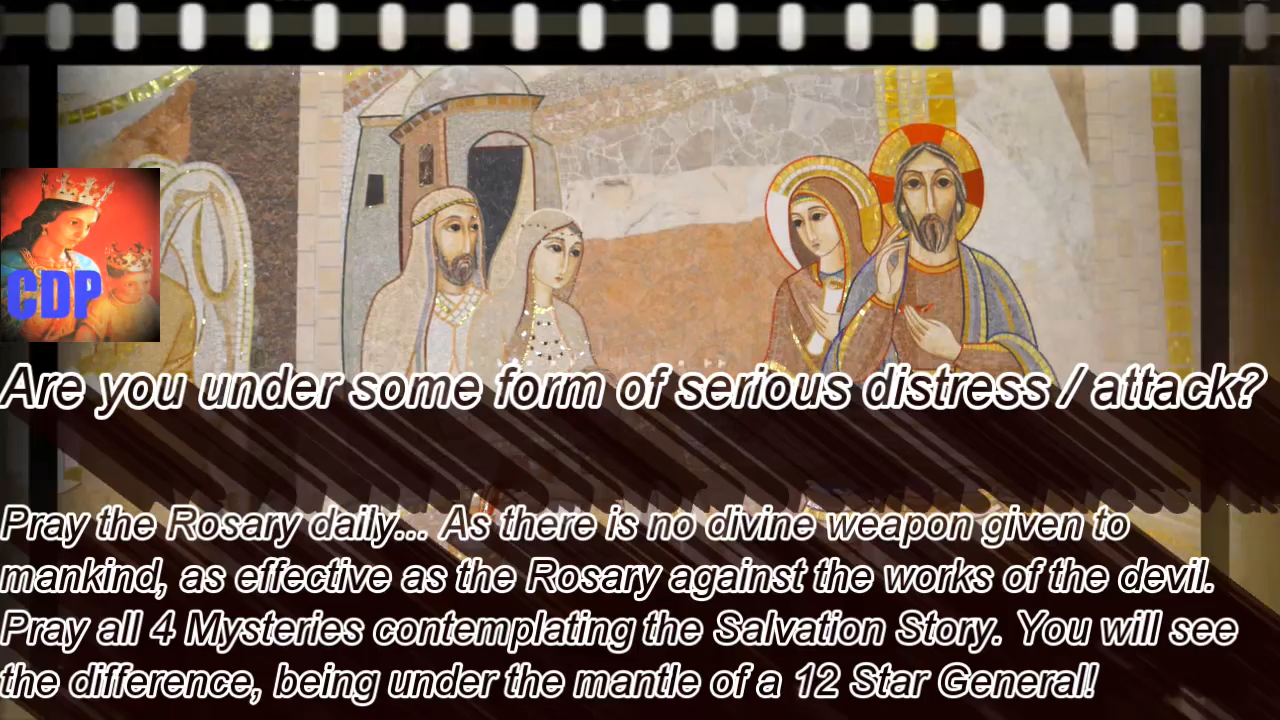 CDP
Are you under some form of serious distress / attack?
Pray the Rosary daily... As there is no divine weapon given to
mankind, as effective as the Rosary against the works of the devil.
Pray all 4 Mysteries contemplating the Salvation Story. You will see
the difference, being under the mantle of a 12 Star General!